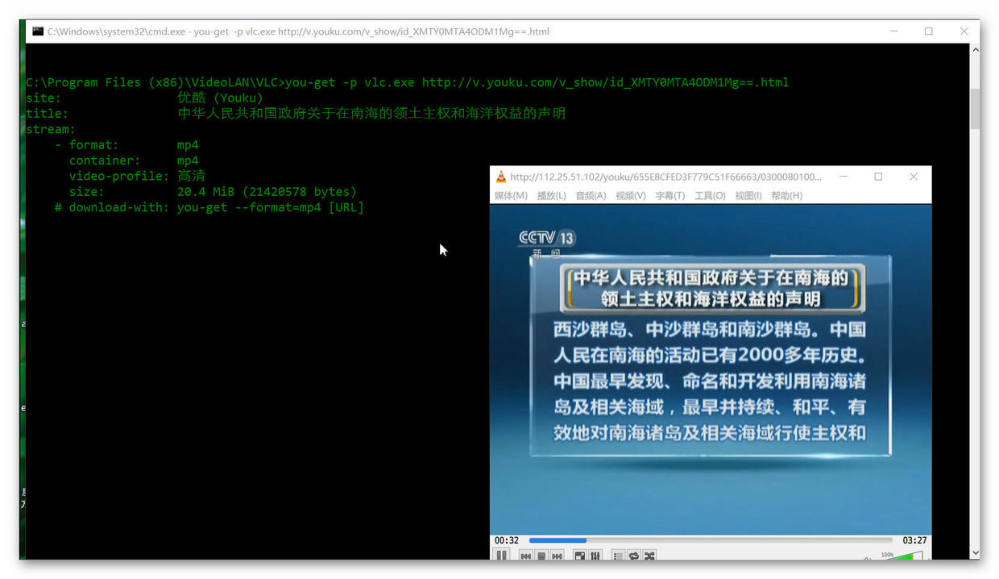 C:\Windows\system32\cmd.exe - you-get -p vlc.exe http://v.youku.com/v_show/id_XMTY0MTA4ODM1Mg==.html
C:\Program Files (x86)\VideoLAN\VLC>you-get -p vlc.exe http://v.youku.com/v_show/id_XMTY0MTA4ODM1Mg==.html
site: 优酷 (Youku)
title: 中华人民共和国政府关于在南海的领土主权和海洋权益的声明
stream:
- format: mp4
container: mp4
video-profile: 高清
size: 20.4 MiB (21420578 bytes)
# download-with: you-get --format=mp4 [URL]
http://112.25.51.102/youku/655E8CFED3F779C51F66663/0300080100...
媒体(M) 播放(L) 音频(A) 视频(V) 字幕(T) 工具(O) 视图(I) 帮助(H)
CCTV 13
新闻
中华人民共和国政府关于在南海的
领土主权和海洋权益的声明
西沙群岛、中沙群岛和南沙群岛。中国
人民在南海的活动已有2000多年历史。
中国最早发现、命名和开发利用南海诸
岛及相关海域，最早并持续、和平、有
效地对南海诸岛及相关海域行使主权和
00:32 03:27
100%